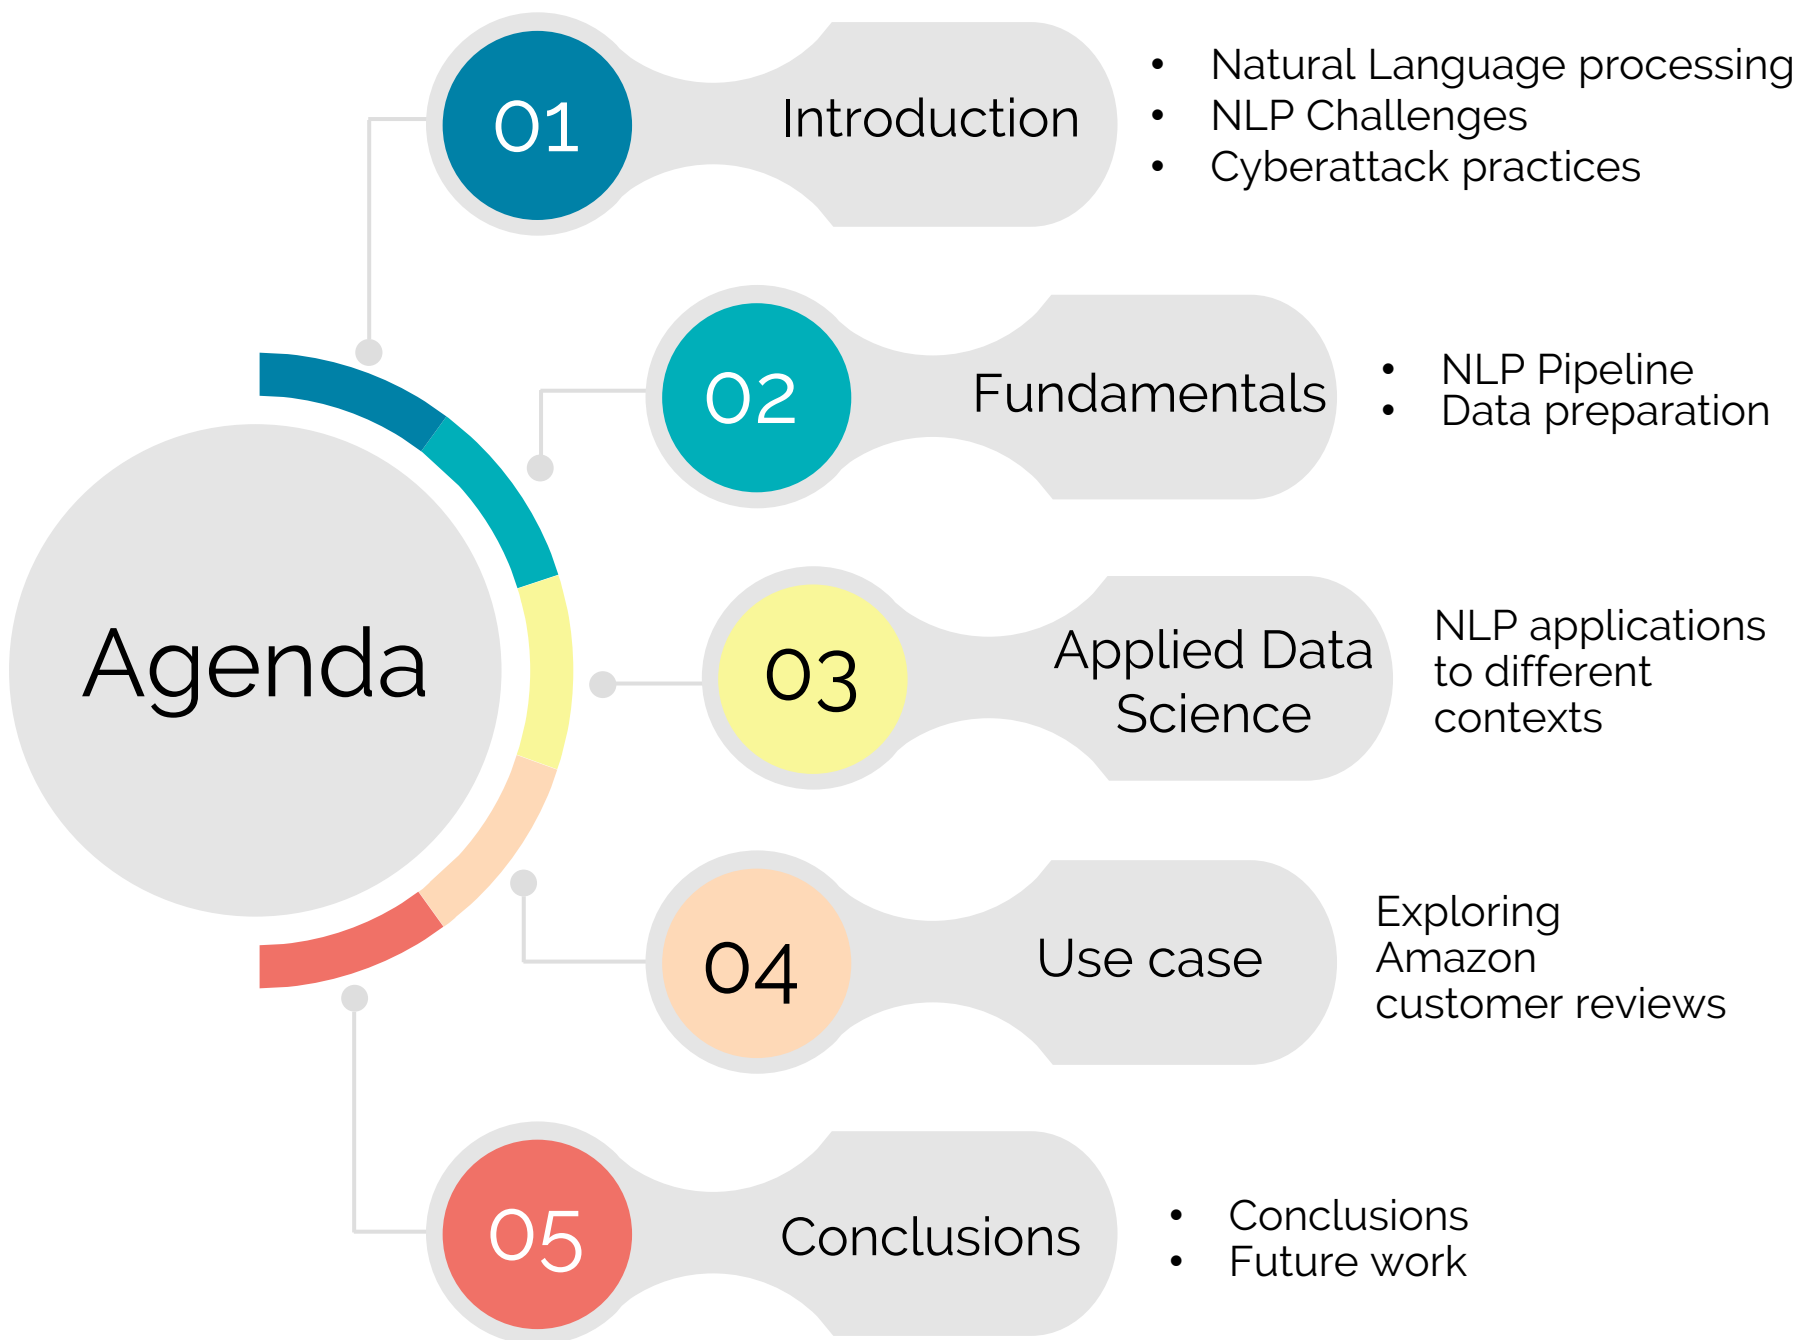 Agenda
01
Introduction
• Natural Language processing
• NLP Challenges
• Cyberattack practices
02
Fundamentals
• NLP Pipeline
• Data preparation
03
Applied Data
Science
NLP applications
to different
contexts
04
Use case
Exploring
Amazon
customer reviews
05
Conclusions
• Conclusions
• Future work